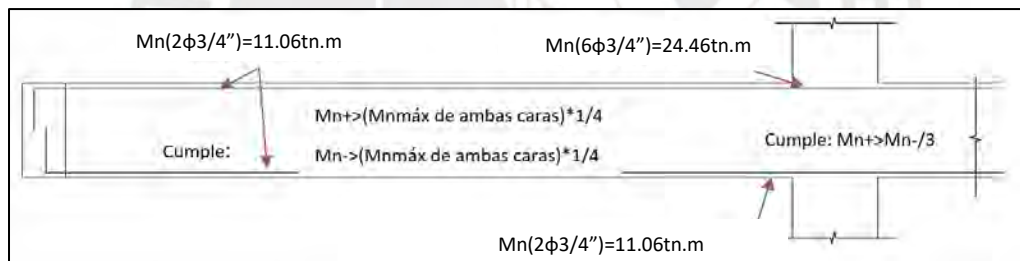 Mn(2ϕ3/4”)=11.06tn.m
Mn(6ϕ3/4”)=24.46tn.m
Mn+>(Mnmáx de ambas caras)*1/4
Cumple:
Mn->(Mnmáx de ambas caras)*1/4
Cumple: Mn+>Mn-/3
Mn(2ϕ3/4”)=11.06tn.m